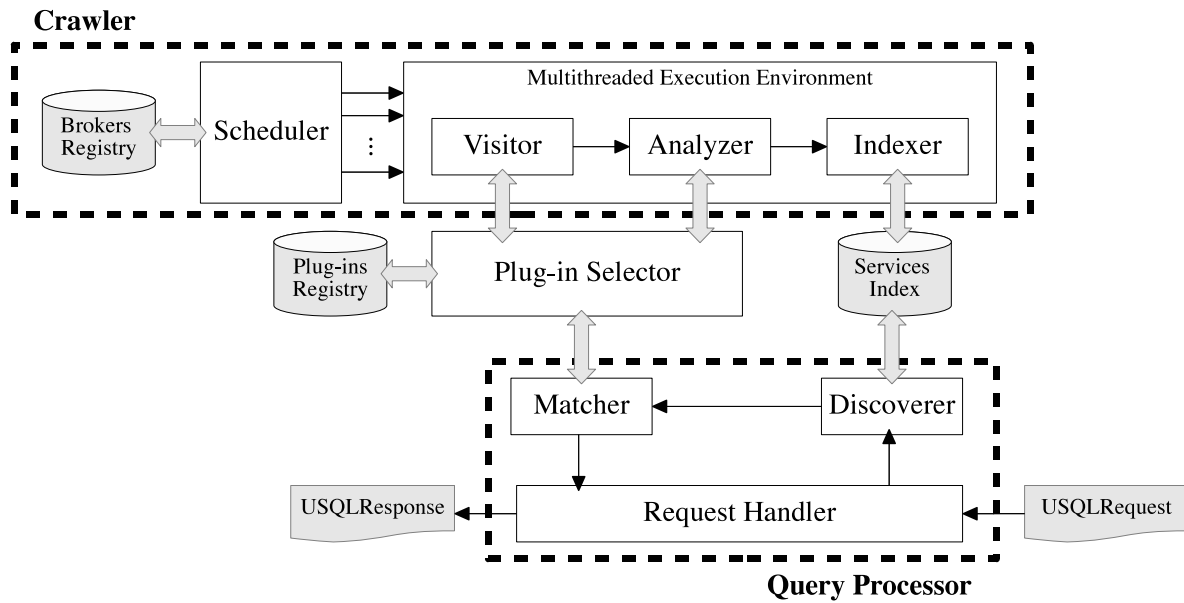 Crawler
Multithreaded Execution Environment
Brokers
Registry
Scheduler
...
Visitor
Analyzer
Indexer
Plug-ins
Registry
Plug-in Selector
Services
Index
Matcher
Discoverer
USQLResponse
Request Handler
USQLRequest
Query Processor